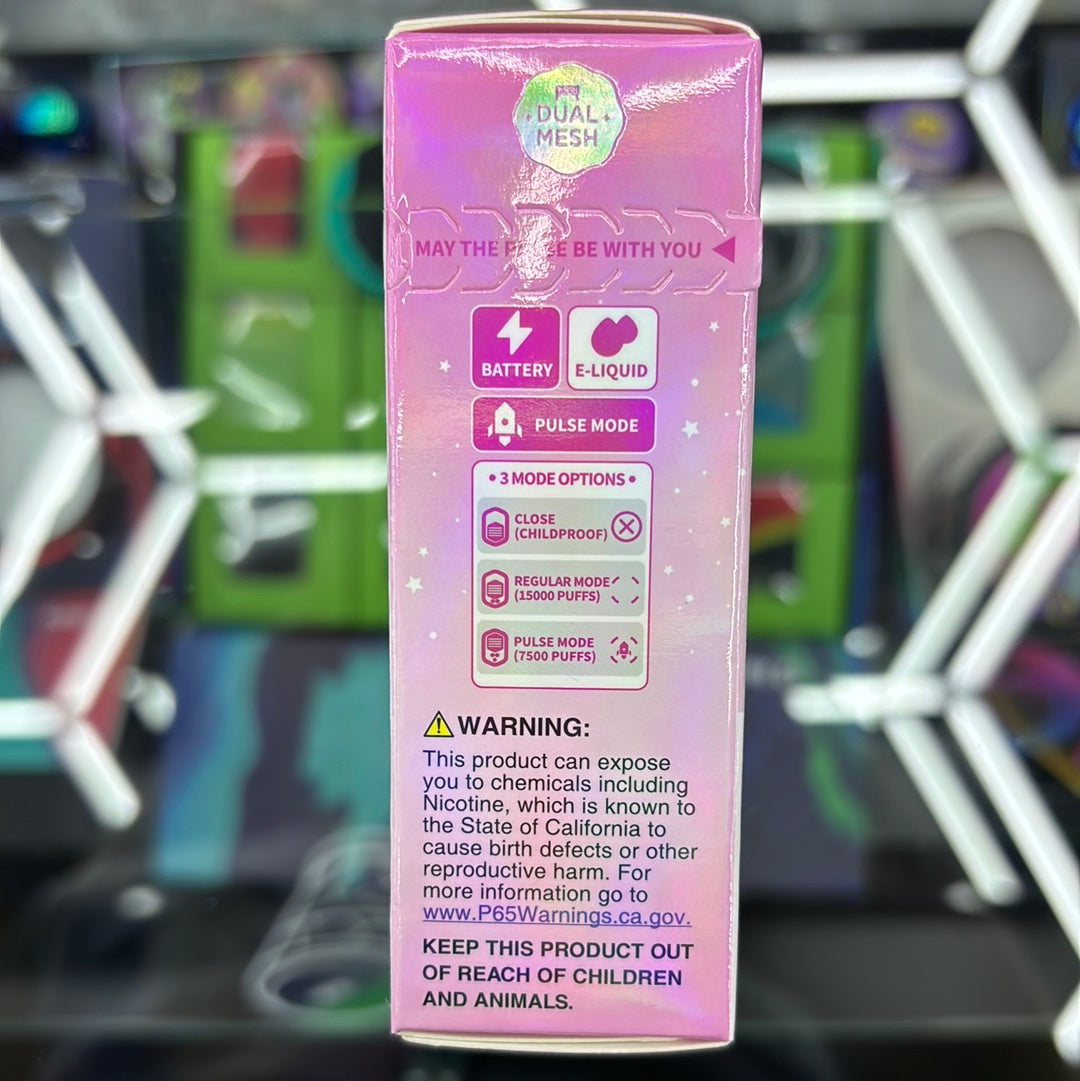 DUAL
MESH
MAY THE BE WITH YOU
BATTERY
E-LIQUID
PULSE MODE
• 3 MODE OPTIONS •
CLOSE
(CHILDPROOF)
REGULAR MODE
(15000 PUFFS)
PULSE MODE
(7500 PUFFS)
WARNING:
This product can expose
you to chemicals including
Nicotine, which is known to
the State of California to
cause birth defects or other
reproductive harm. For
more information go to
www.P65Warnings.ca.gov.
KEEP THIS PRODUCT OUT
OF REACH OF CHILDREN
AND ANIMALS.